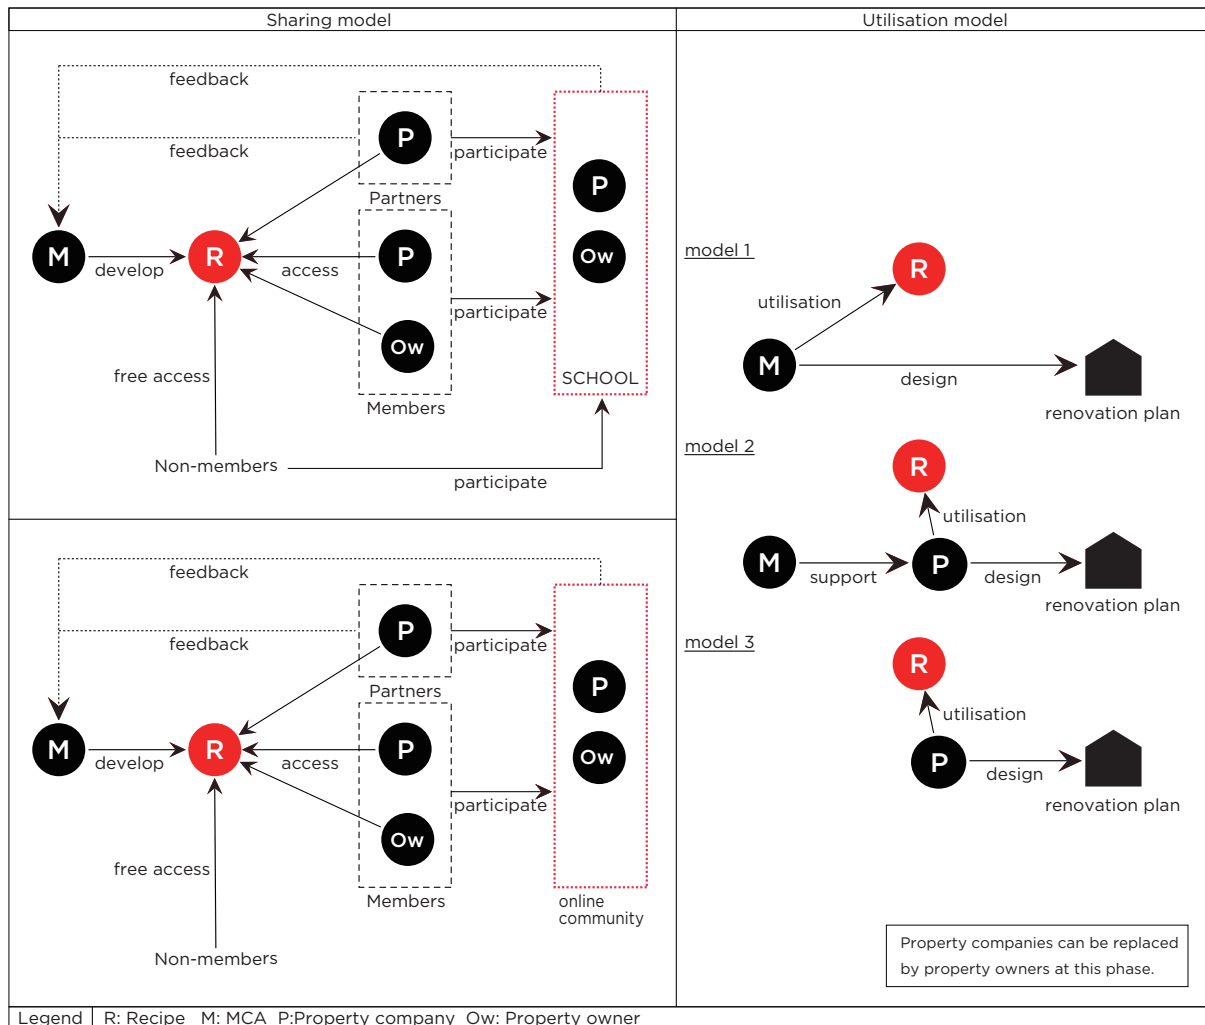 Sharing model
feedback
feedback
P
participate
Partners
P
M
develop
R
access
P
Ow
participate
free access
Ow
SCHOOL
Members
Non-members
participate
feedback
feedback
P
participate
Partners
P
M
develop
R
access
P
Ow
participate
free access
Ow
Members
online
community
Non-members
Utilisation model
model 1
R
utilisation
M
design
renovation plan
model 2
R
utilisation
M
support
P
design
renovation plan
model 3
R
utilisation
P
design
renovation plan
Property companies can be replaced
by property owners at this phase.
Legend R: Recipe M: MCA P:Property company Ow: Property owner